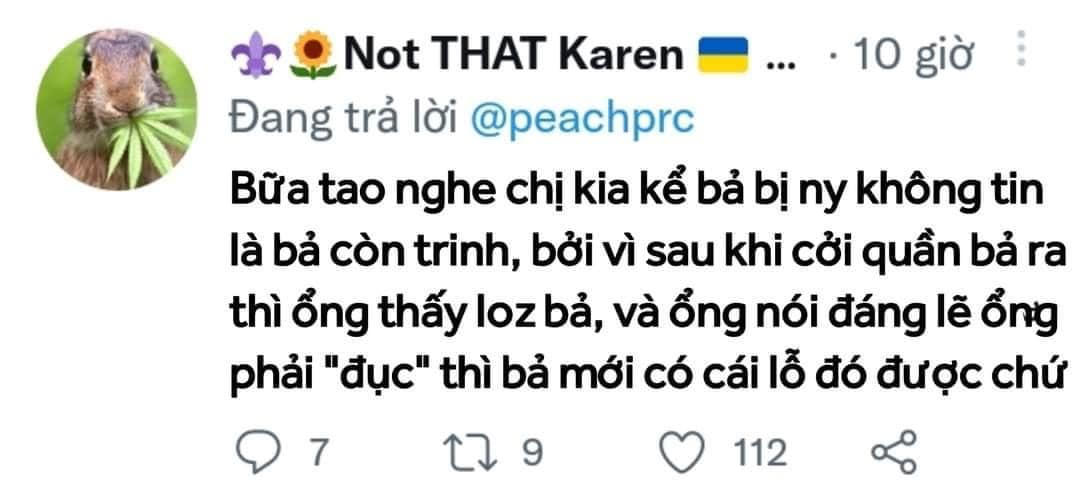 ⚜️🌻Not THAT Karen 🇺🇦 ... · 10 giờ
Đang trả lời @peachprc
Bữa tao nghe chị kia kể bả bị ny không tin
là bả còn trinh, bởi vì sau khi cởi quần bả ra
thì ổng thấy loz bả, và ổng nói đáng lẽ ổng
phải "đục" thì bả mới có cái lỗ đó được chứ
7 9 112